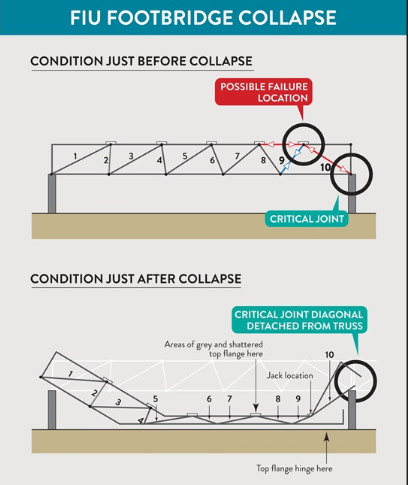 FIU FOOTBRIDGE COLLAPSE
CONDITION JUST BEFORE COLLAPSE
POSSIBLE FAILURE
LOCATION
1 2 3 4 5 6 7 8 9 10
CRITICAL JOINT
CONDITION JUST AFTER COLLAPSE
CRITICAL JOINT DIAGONAL
DETACHED FROM TRUSS
Areas of grey and shattered
top flange here
10
Jack location
1
2 3 4 5 6 7 8 9
Top flange hinge here